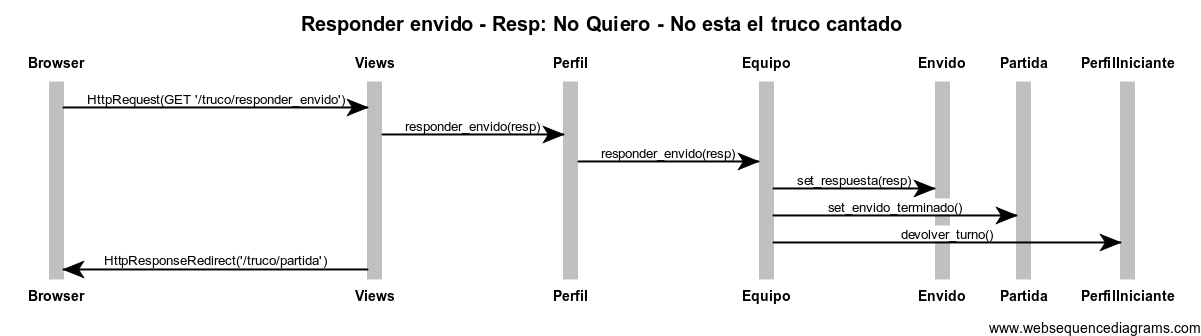 Responder envido - Resp: No Quiero - No esta el truco cantado
Browser Views Perfil Equipo Envido Partida PerfilIniciante
HttpRequest(GET '/truco/responder_envido')
responder_envido(resp)
responder_envido(resp)
set_respuesta(resp)
set_envido_terminado()
devolver_turno()
HttpResponseRedirect('/truco/partida')
Browser Views Perfil Equipo Envido Partida PerfilIniciante
www.websequencediagrams.com